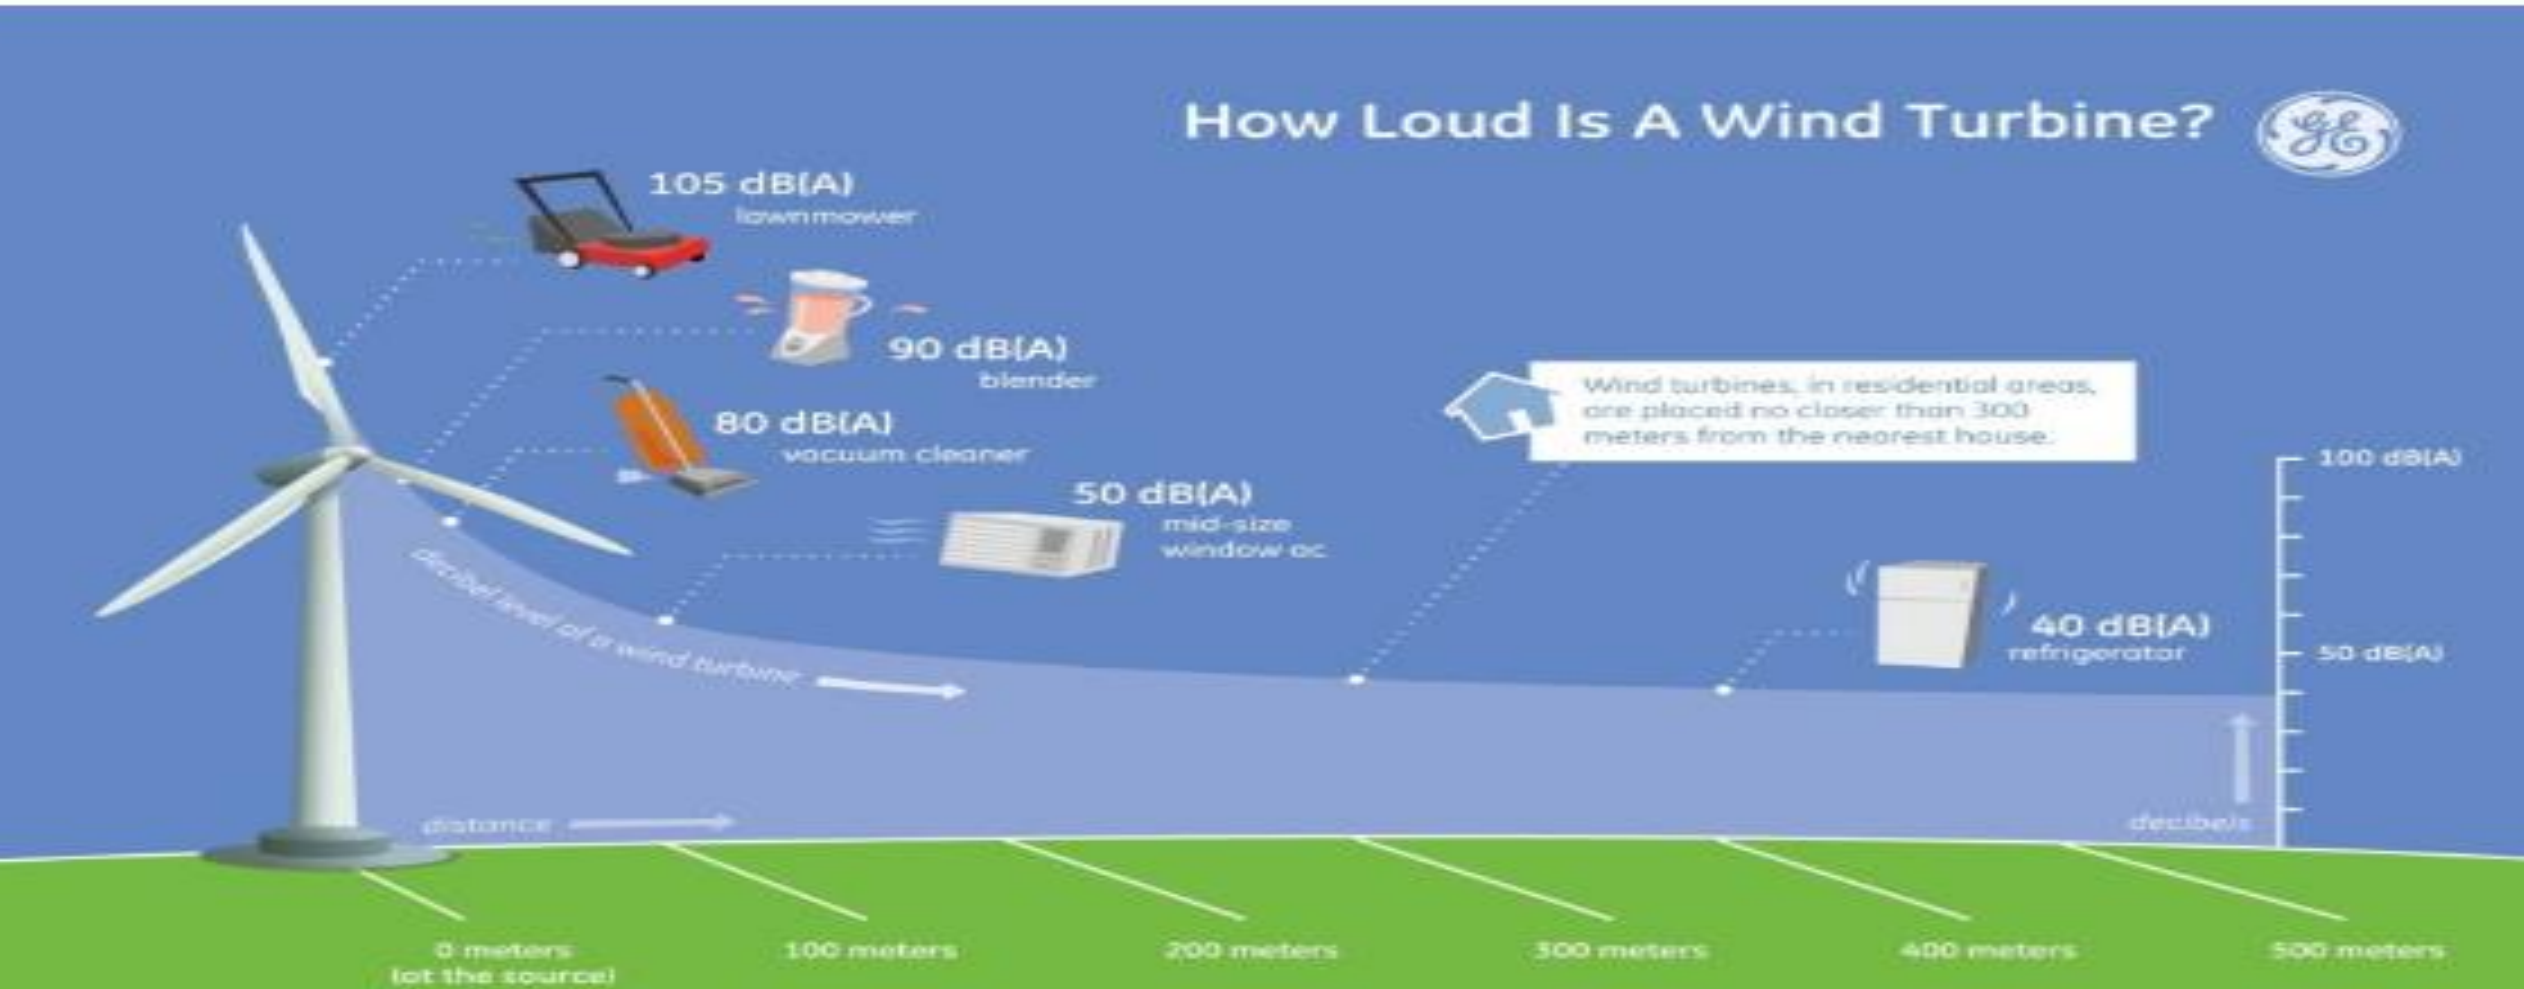 How Loud Is A Wind Turbine?
GE
105 dB(A)
lawnmower
90 dB(A)
blender
80 dB(A)
vacuum cleaner
50 dB(A)
mid-size
window ac
Wind turbines, in residential areas,
are placed no closer than 300
meters from the nearest house.
40 dB(A)
refrigerator
100 dB(A)
50 dB(A)
decibel level of a wind turbine
distance
decibels
0 meters
(at the source)
100 meters
200 meters
300 meters
400 meters
500 meters